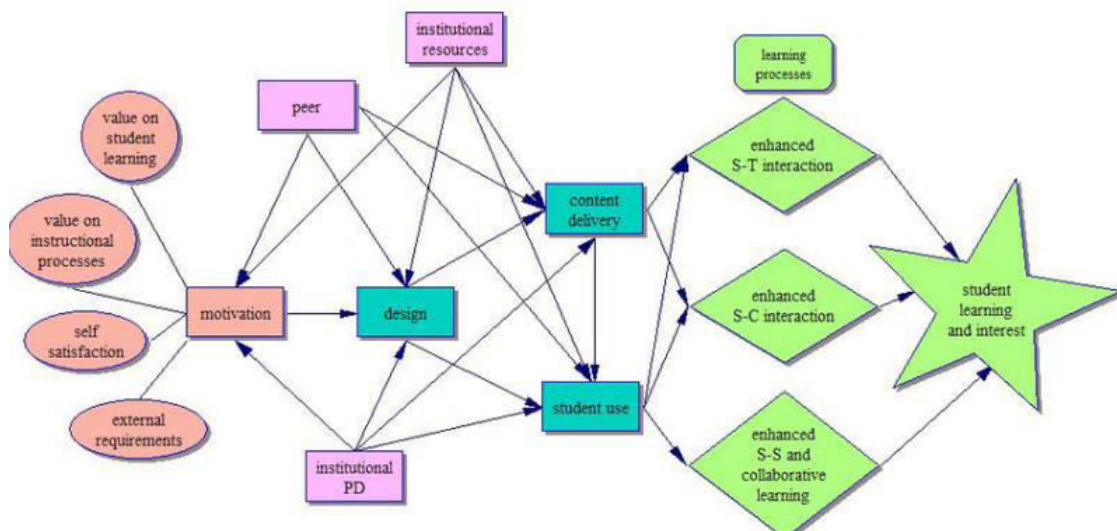 institutional
resources
learning
processes
peer
value on
student
learning
enhanced
S-T interaction
content
delivery
value on
instructional
processes
motivation
design
enhanced
S-C interaction
student
learning
and interest
self
satisfaction
student use
external
requirements
enhanced
S-S and
collaborative
learning
institutional
PD